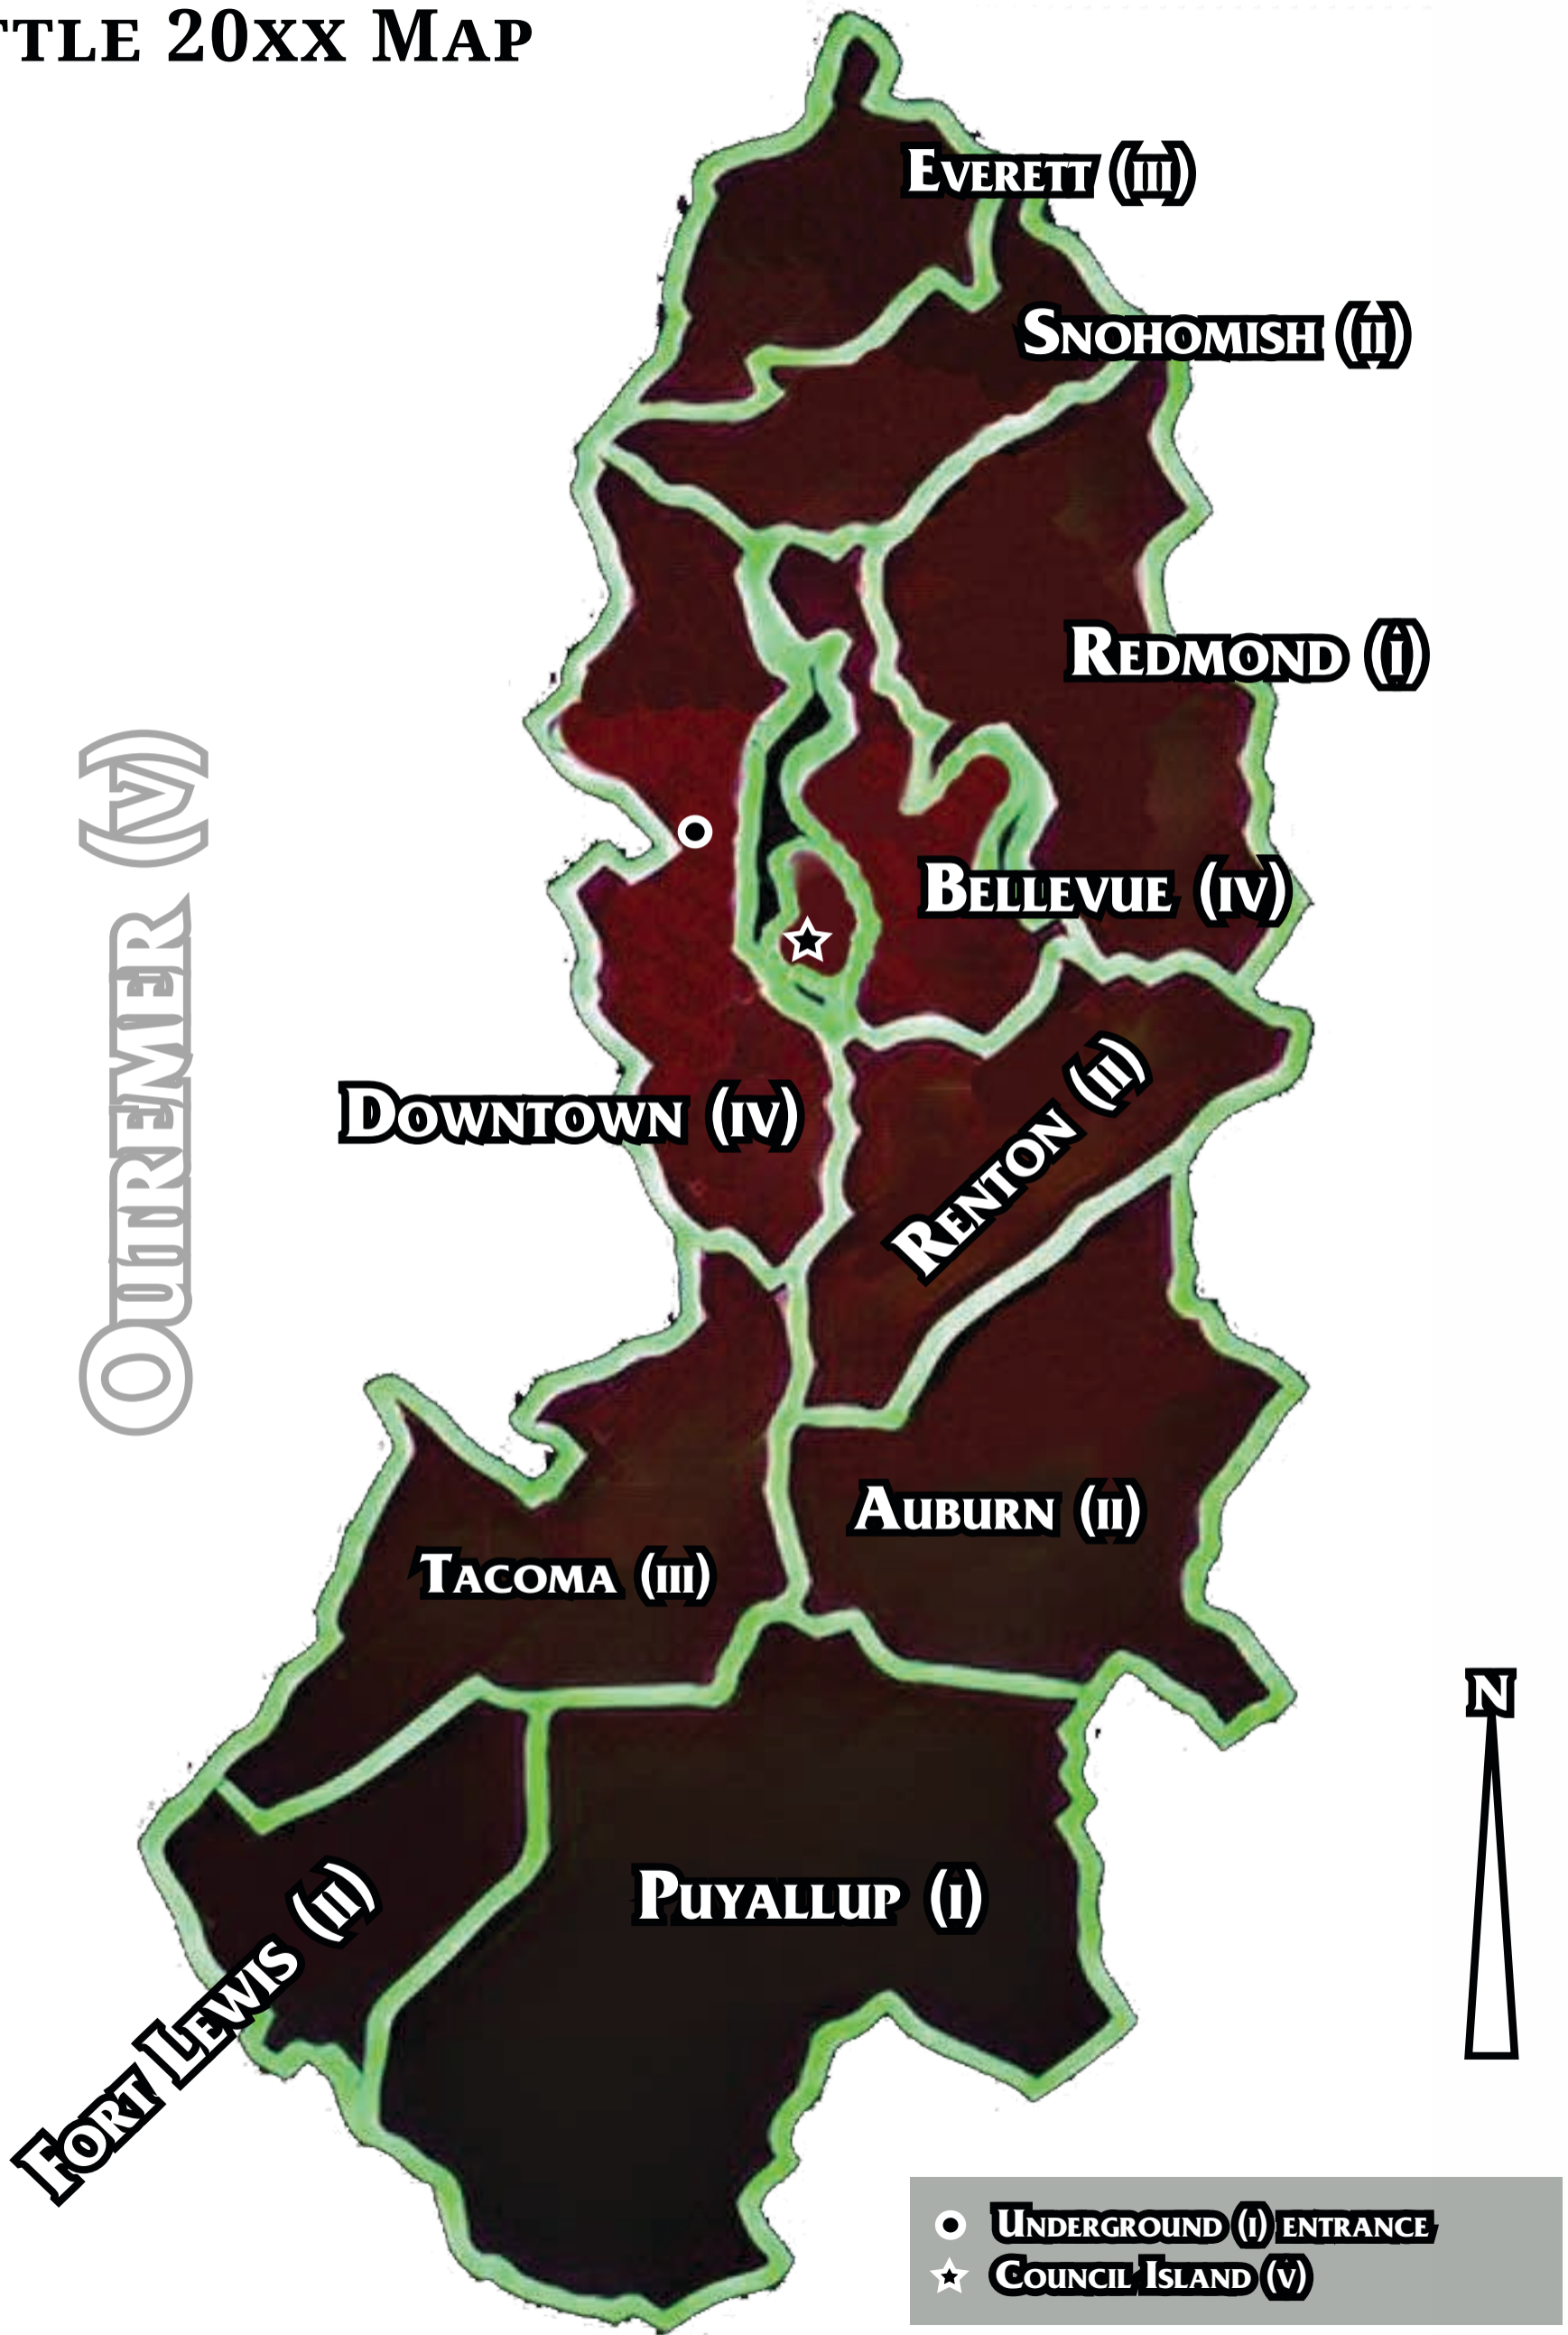 TTLE 20XX MAP
EVERETT (III)
SNOHOMISH (II)
REDMOND (I)
OUTREMER (V)
BELLEVUE (IV)
DOWNTOWN (IV)
RENTON (II)
AUBURN (II)
TACOMA (III)
N
PUYALLUP (I)
FORT LEWIS (II)
UNDERGROUND (I) ENTRANCE
COUNCIL ISLAND (V)